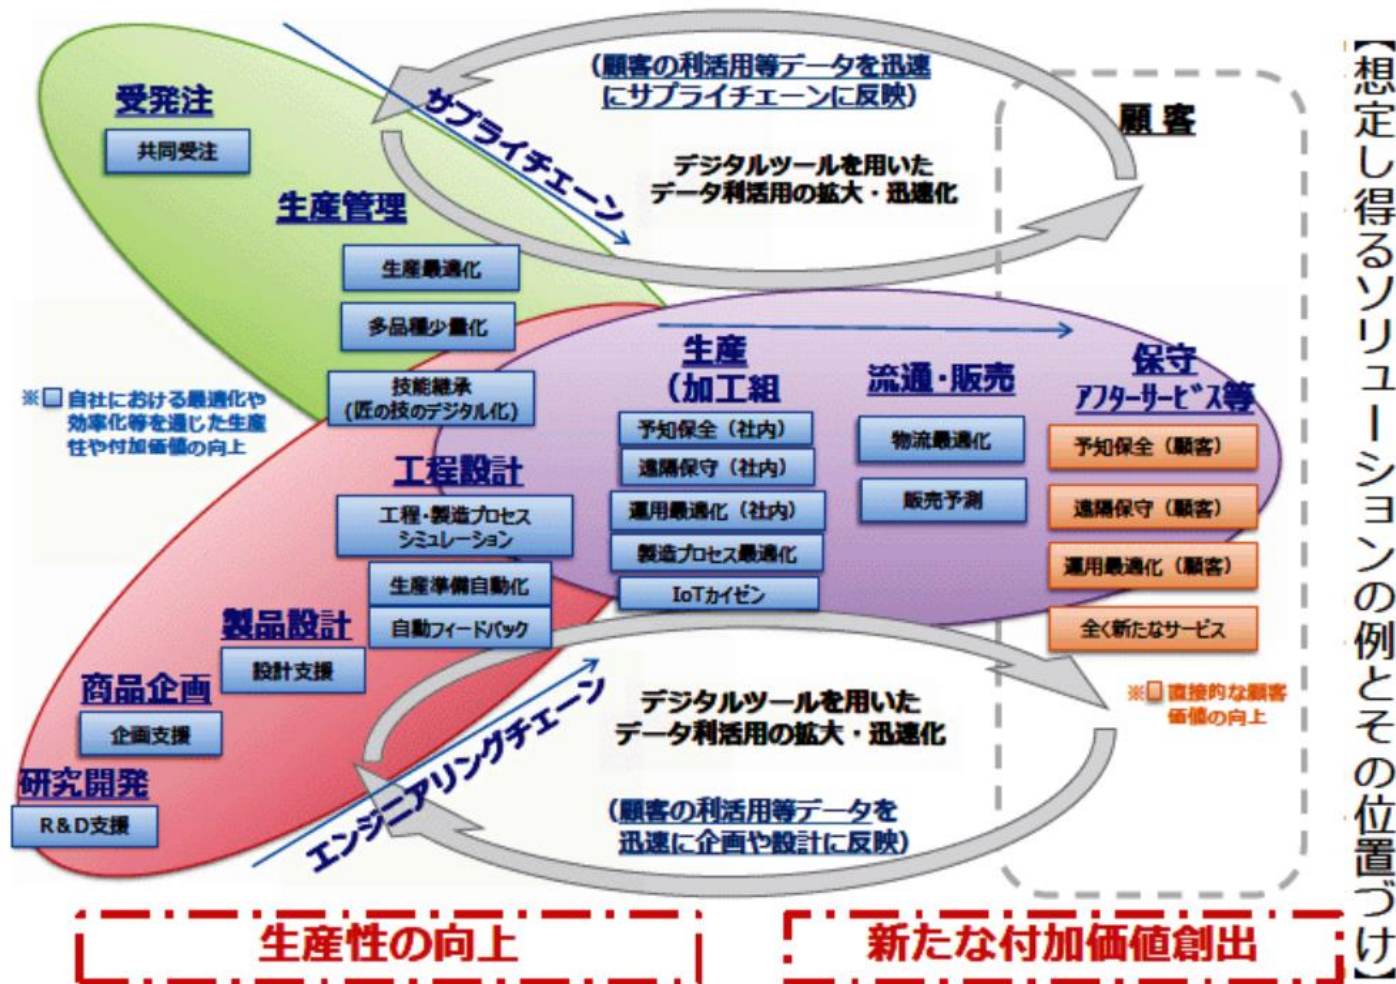 【想定し得るソリューションの例とその位置づけ】
受発注
共同受注
サプライチェーン
(顧客の利活用等データを迅速
にサプライチェーンに反映)
デジタルツールを用いた
データ利活用の拡大・迅速化
顧客
生産管理
生産最適化
多品種少量化
技能継承
(匠の技のデジタル化)
※ 自社における最適化や
効率化等を通じた生産
性や付加価値の向上
工程設計
工程・製造プロセス
シミュレーション
生産準備自動化
自動フィードバック
製品設計
設計支援
商品企画
企画支援
研究開発
R&D支援
エンジニアリングチェーン
生産
(加工組
予知保全(社内)
遠隔保守(社内)
運用最適化(社内)
製造プロセス最適化
IoTカイゼン
流通・販売
物流最適化
販売予測
保守
アフターサービス等
予知保全(顧客)
遠隔保守(顧客)
運用最適化(顧客)
全く新たなサービス
※ 直接的な顧客
価値の向上
デジタルツールを用いた
データ利活用の拡大・迅速化
(顧客の利活用等データを
迅速に企画や設計に反映)
生産性の向上
新たな付加価値創出